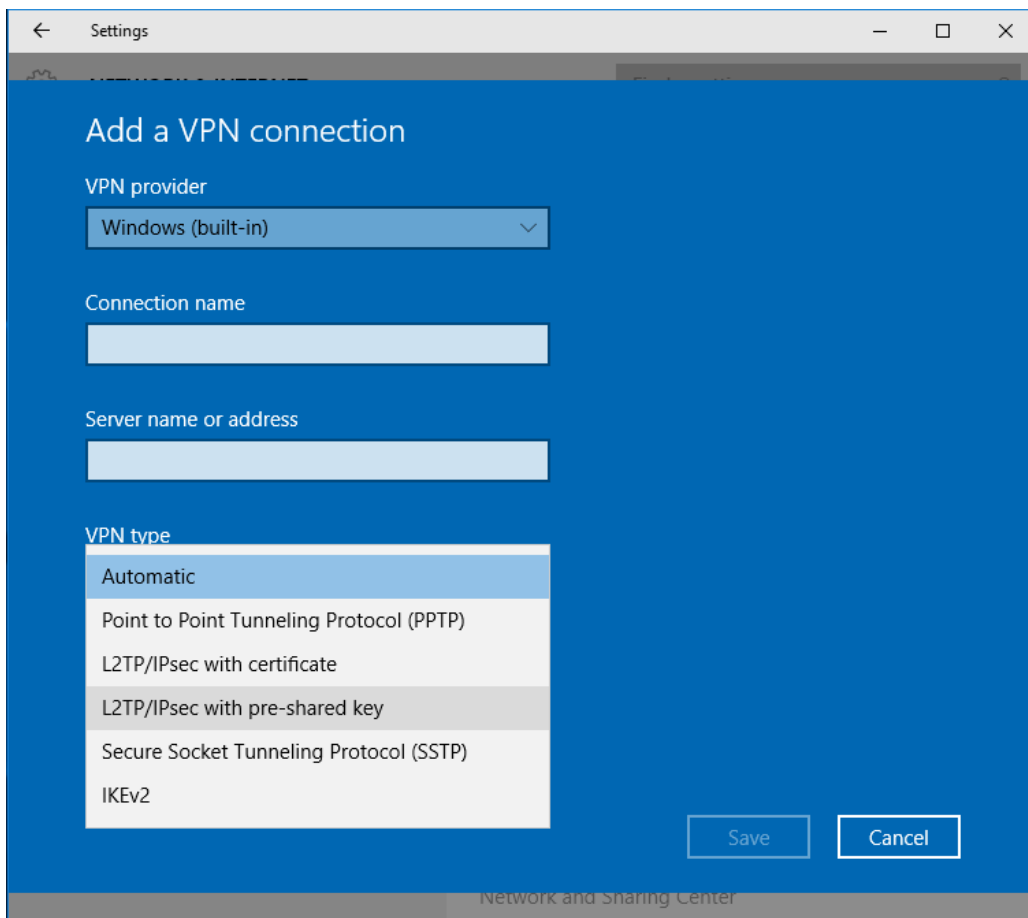 Settings
NETWORK & INTERNET
Add a VPN connection
VPN provider
Windows (built-in)
Connection name
Server name or address
VPN type
Automatic
Point to Point Tunneling Protocol (PPTP)
L2TP/IPsec with certificate
L2TP/IPsec with pre-shared key
Secure Socket Tunneling Protocol (SSTP)
IKEv2
Save
Cancel
Network and Sharing Center